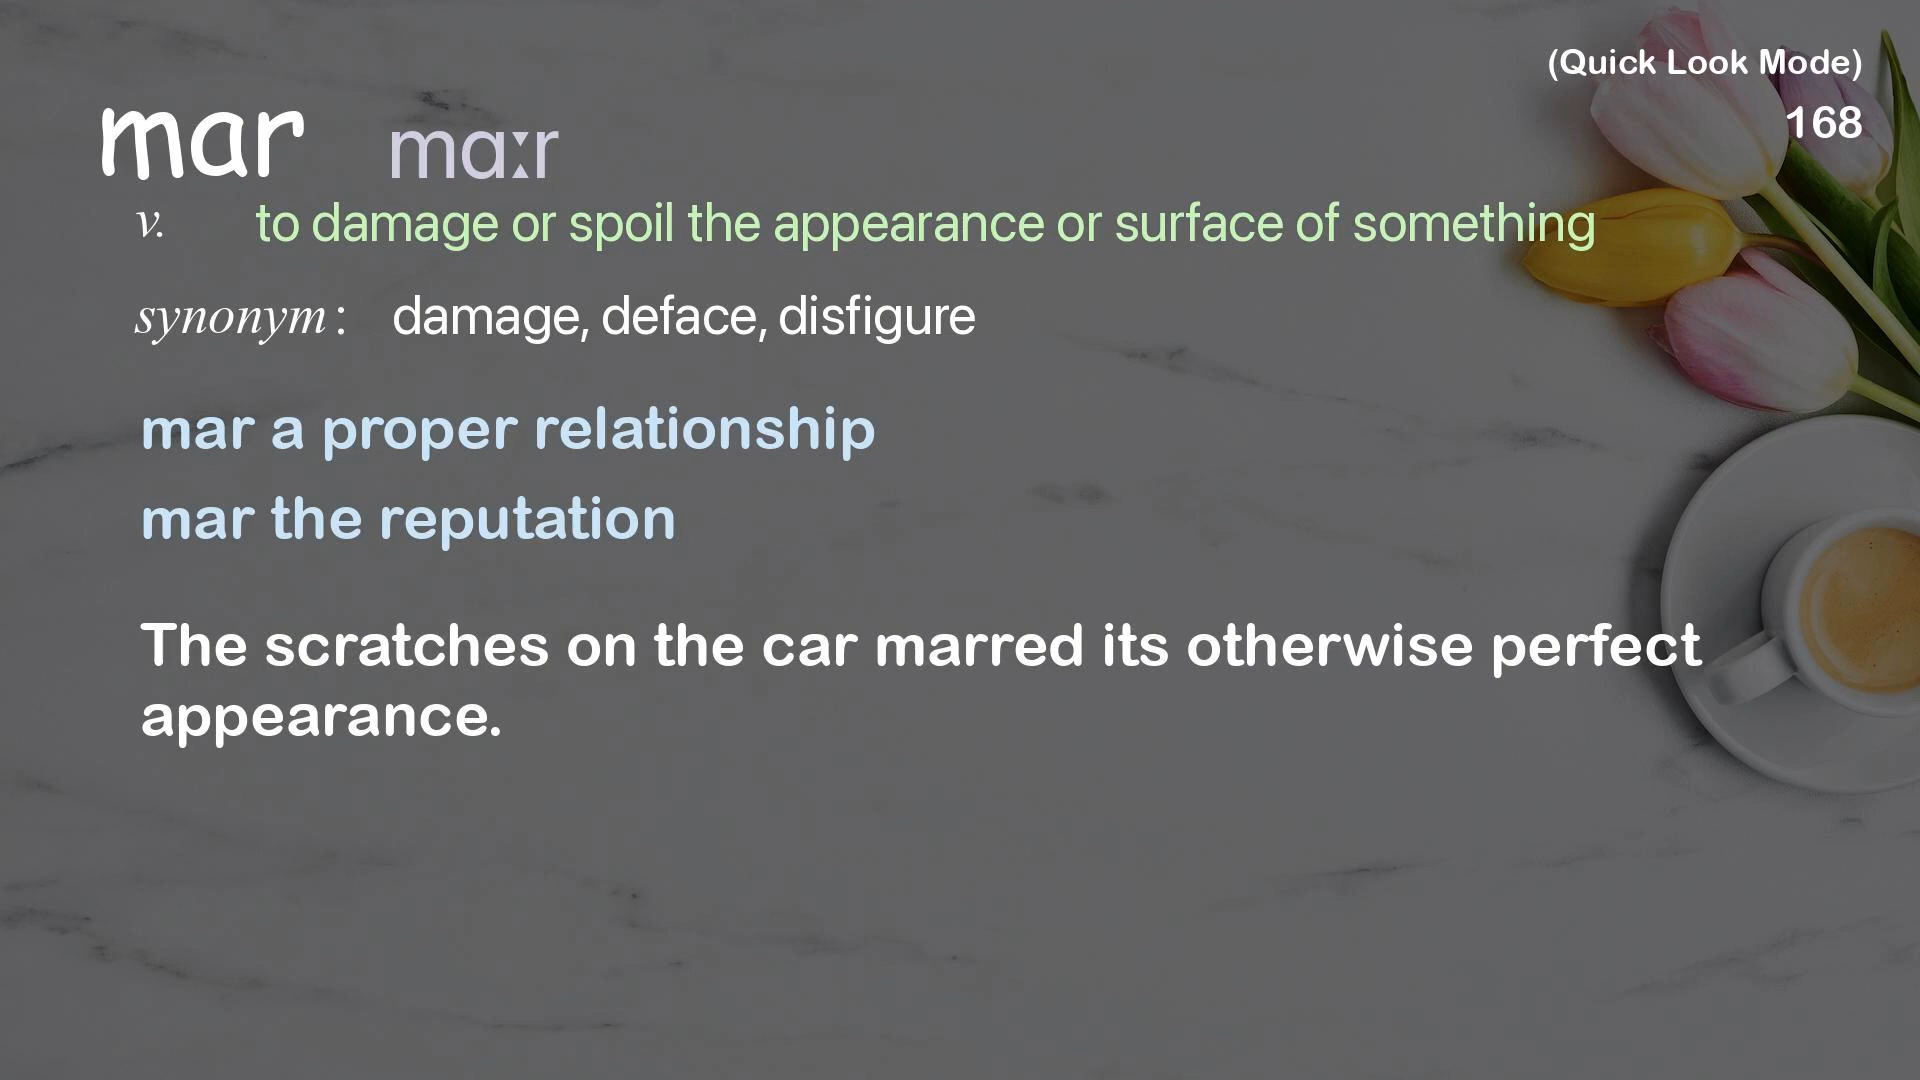 (Quick Look Mode)
168
mar mɑːr
v. to damage or spoil the appearance or surface of something
synonym: damage, deface, disfigure
mar a proper relationship
mar the reputation
The scratches on the car marred its otherwise perfect
appearance.